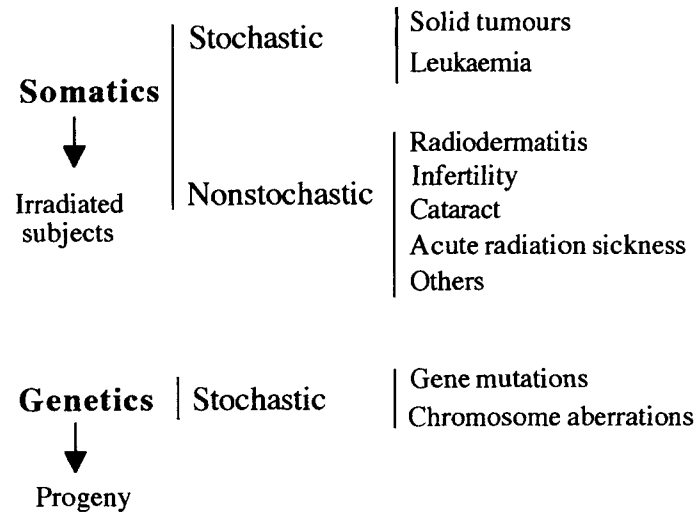 Somatics
Irradiated
subjects
Stochastic
Solid tumours
Leukaemia
Nonstochastic
Radiodermatitis
Infertility
Cataract
Acute radiation sickness
Others
Genetics
Progeny
Stochastic
Gene mutations
Chromosome aberrations